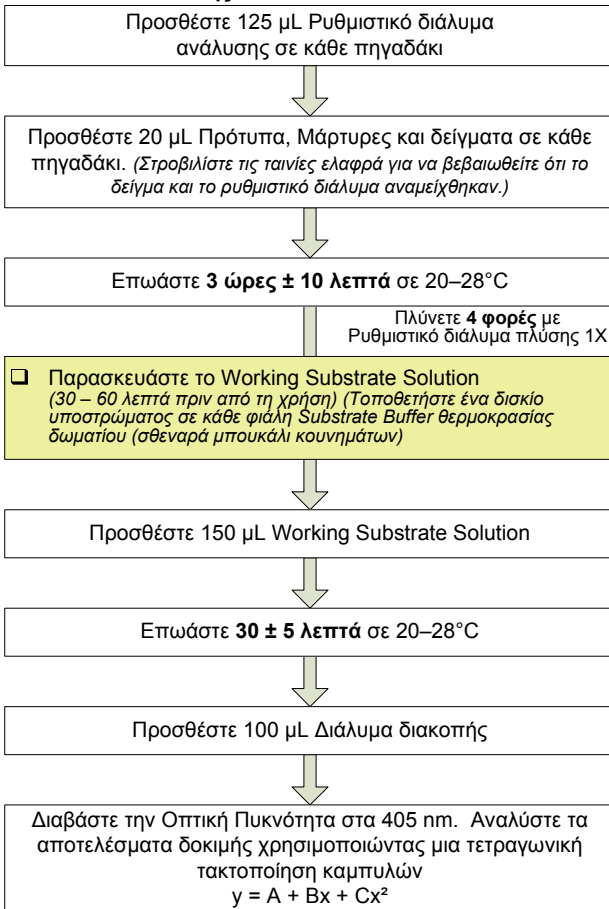 Προσθέστε 125 µL Ρυθμιστικό διάλυμα
ανάλυσης σε κάθε πηγαδάκι
Προσθέστε 20 µL Πρότυπα, Μάρτυρες και δείγματα σε κάθε
πηγαδάκι. (Στροβιλίστε τις ταινίες ελαφρά για να βεβαιωθείτε ότι το
δείγμα και το ρυθμιστικό διάλυμα αναμείχθηκαν.)
Επωάστε 3 ώρες ± 10 λεπτά σε 20–28°C
Πλύνετε 4 φορές με
Ρυθμιστικό διάλυμα πλύσης 1X
❑ Παρασκευάστε το Working Substrate Solution
(30 – 60 λεπτά πριν από τη χρήση) (Τοποθετήστε ένα δισκίο
υποστρώματος σε κάθε φιάλη Substrate Buffer θερμοκρασίας
δωματίου (σθεναρά μπουκάλι κουνημάτων)
Προσθέστε 150 µL Working Substrate Solution
Επωάστε 30 ± 5 λεπτά σε 20–28°C
Προσθέστε 100 µL Διάλυμα διακοπής
Διαβάστε την Οπτική Πυκνότητα στα 405 nm. Αναλύστε τα
αποτελέσματα δοκιμής χρησιμοποιώντας μια τετραγωνική
τακτοποίηση καμπυλών
y = A + Bx + Cx²